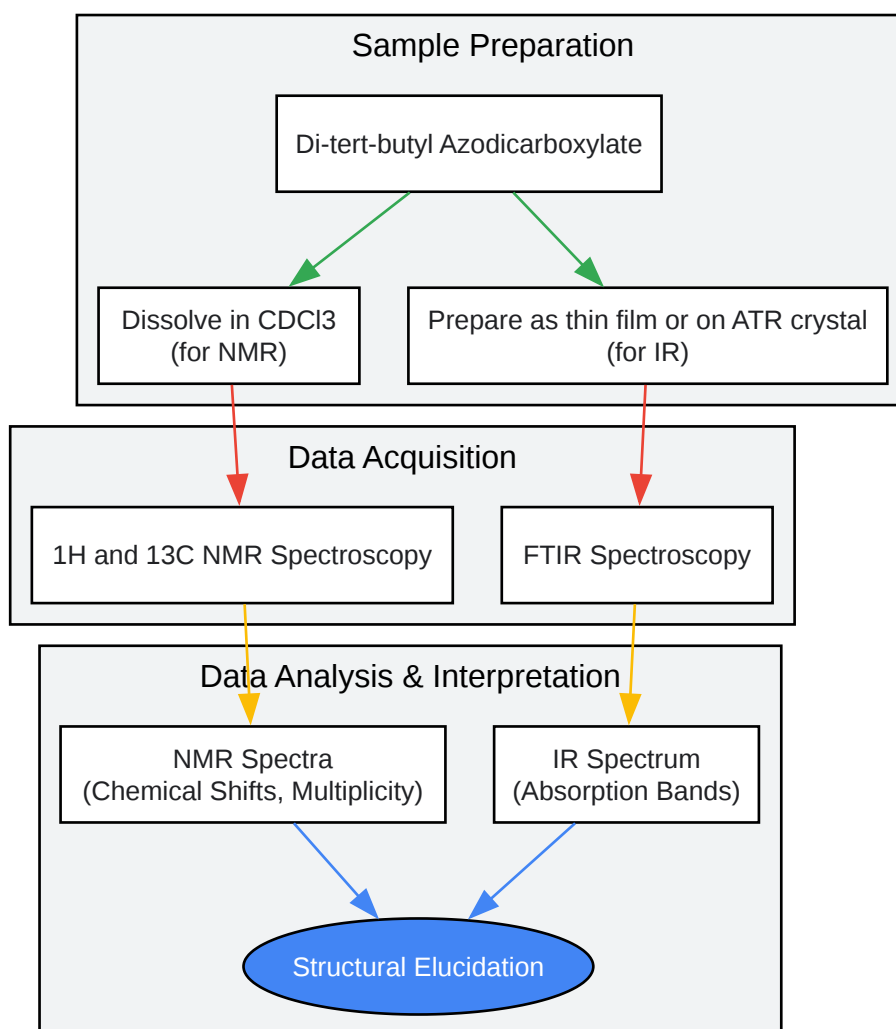 Sample Preparation
Di-tert-butyl Azodicarboxylate
Dissolve in CDCl3
(for NMR)
Prepare as thin film or on ATR crystal
(for IR)
Data Acquisition
1H and 13C NMR Spectroscopy
FTIR Spectroscopy
Data Analysis & Interpretation
NMR Spectra
(Chemical Shifts, Multiplicity)
IR Spectrum
(Absorption Bands)
Structural Elucidation